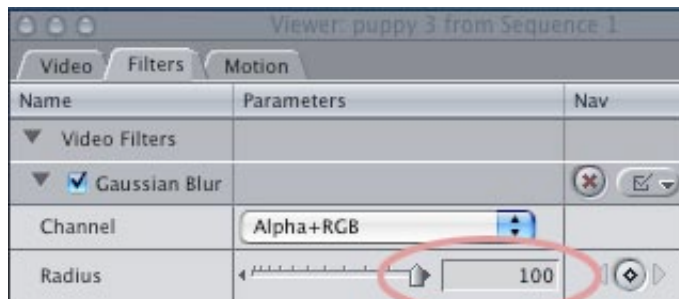 Viewer: puppy 3 from Sequence 1
Video Filters Motion
Name Parameters Nav
Video Filters
Gaussian Blur
Channel Alpha+RGB
Radius 100